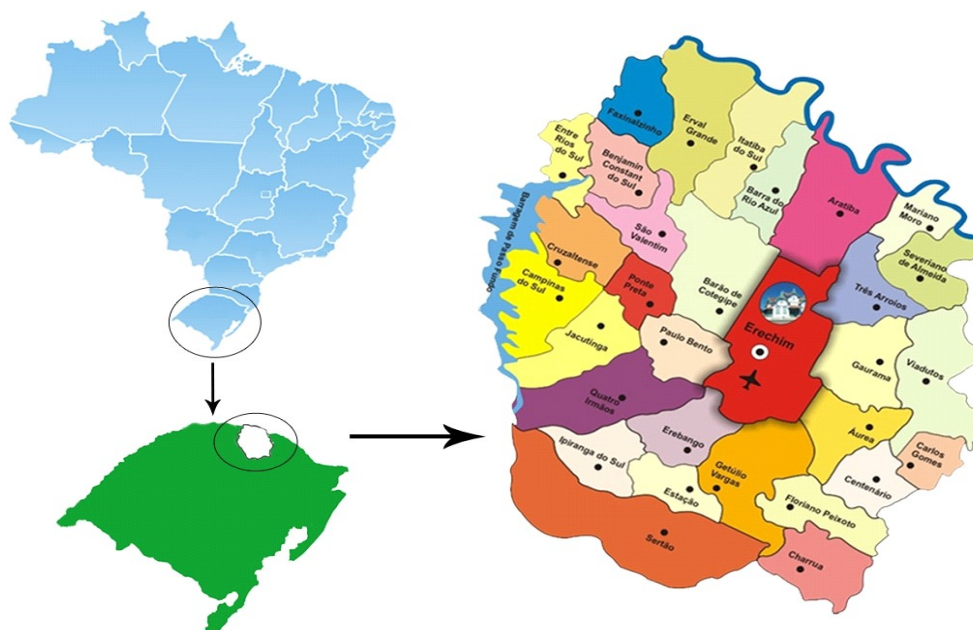 Faxinalzinho
Erval
Grande
Itatiba
do Sul
Entre
Rios
do Sul
Benjamin
Constant
do Sul
Barra do
Rio Azul
Aratiba
Mariano
Moro
Severiano
de Almeida
Barragem de Passo Fundo
São
Valentim
Cruzaltense
Campinas
do Sul
Ponte
Preta
Barão de
Cotegipe
Três Arroios
Erechim
Jacutinga
Paulo Bento
Gaurama
Viadutos
Quatro
Irmãos
Erebango
Áurea
Carlos
Gomes
Ipiranga do Sul
Getúlio
Vargas
Centenário
Estação
Floriano Peixoto
Sertão
Charrua